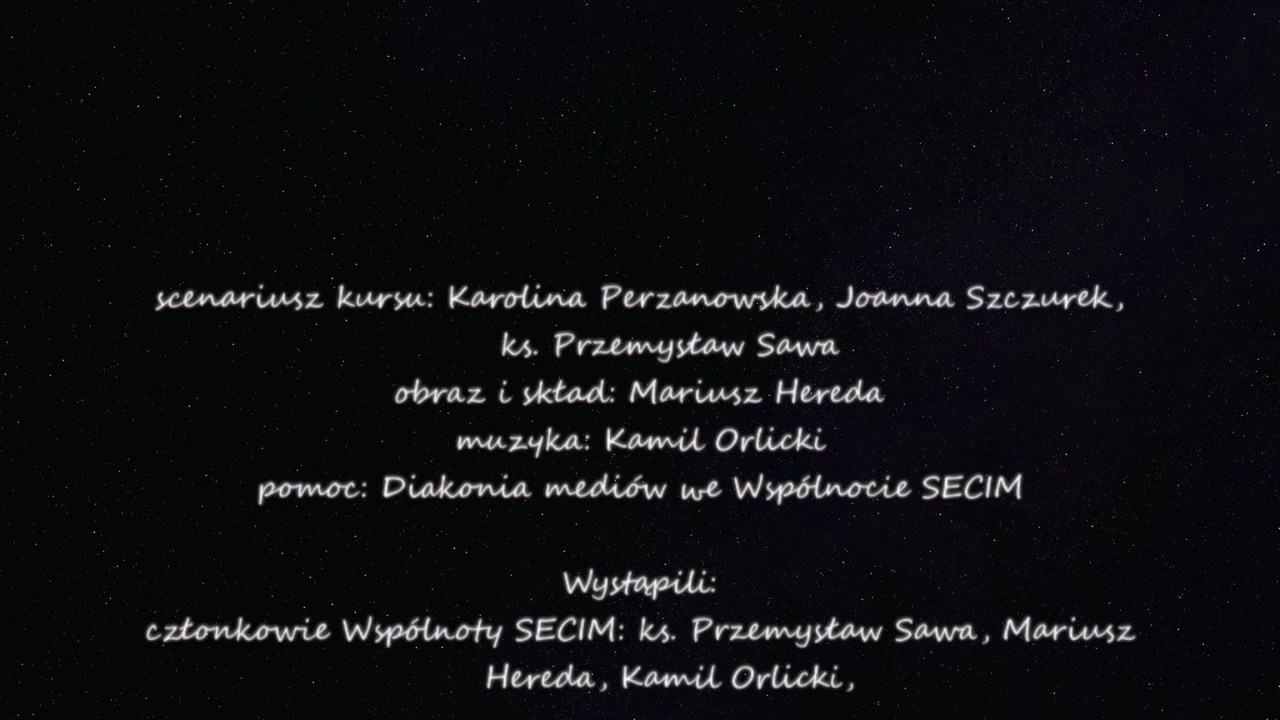 scenariusz kursu: Karolina Perzanowska, Joanna Szczurek,
ks. Przemysław Sawa
obraz i skład: Mariusz Hereda
muzyka: Kamil Orlicki
pomoc: Diakonia mediów we Wspólnocie SECIM
Wystąpili:
członkowie Wspólnoty SECIM: ks. Przemysław Sawa, Mariusz
Hereda, Kamil Orlicki,